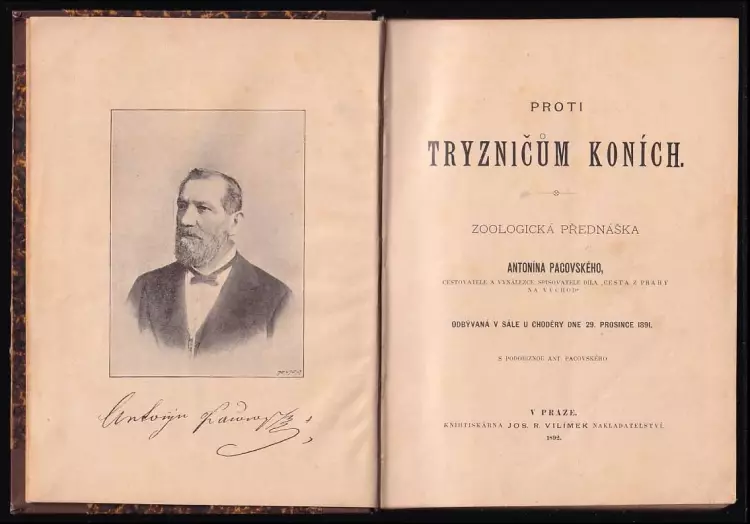 Antonín Pacovský
PROTI
TRYZNIČŮM KONÍCH.
ZOOLOGICKÁ PŘEDNÁŠKA
ANTONÍNA PACOVSKÉHO,
CESTOVATELE A VYNÁLEZCE, SPISOVATELE DÍLA „CESTA Z PRAHY
NA VÝCHOD“
ODBÝVANÁ V SÁLE U CHODĚRY DNE 29. PROSINCE 1891.
S PODOBIZNOU ANT. PACOVSKÉHO.
V PRAZE.
KNIHTISKÁRNA JOS. R. VILÍMEK NAKLADATELSTVÍ.
1892.